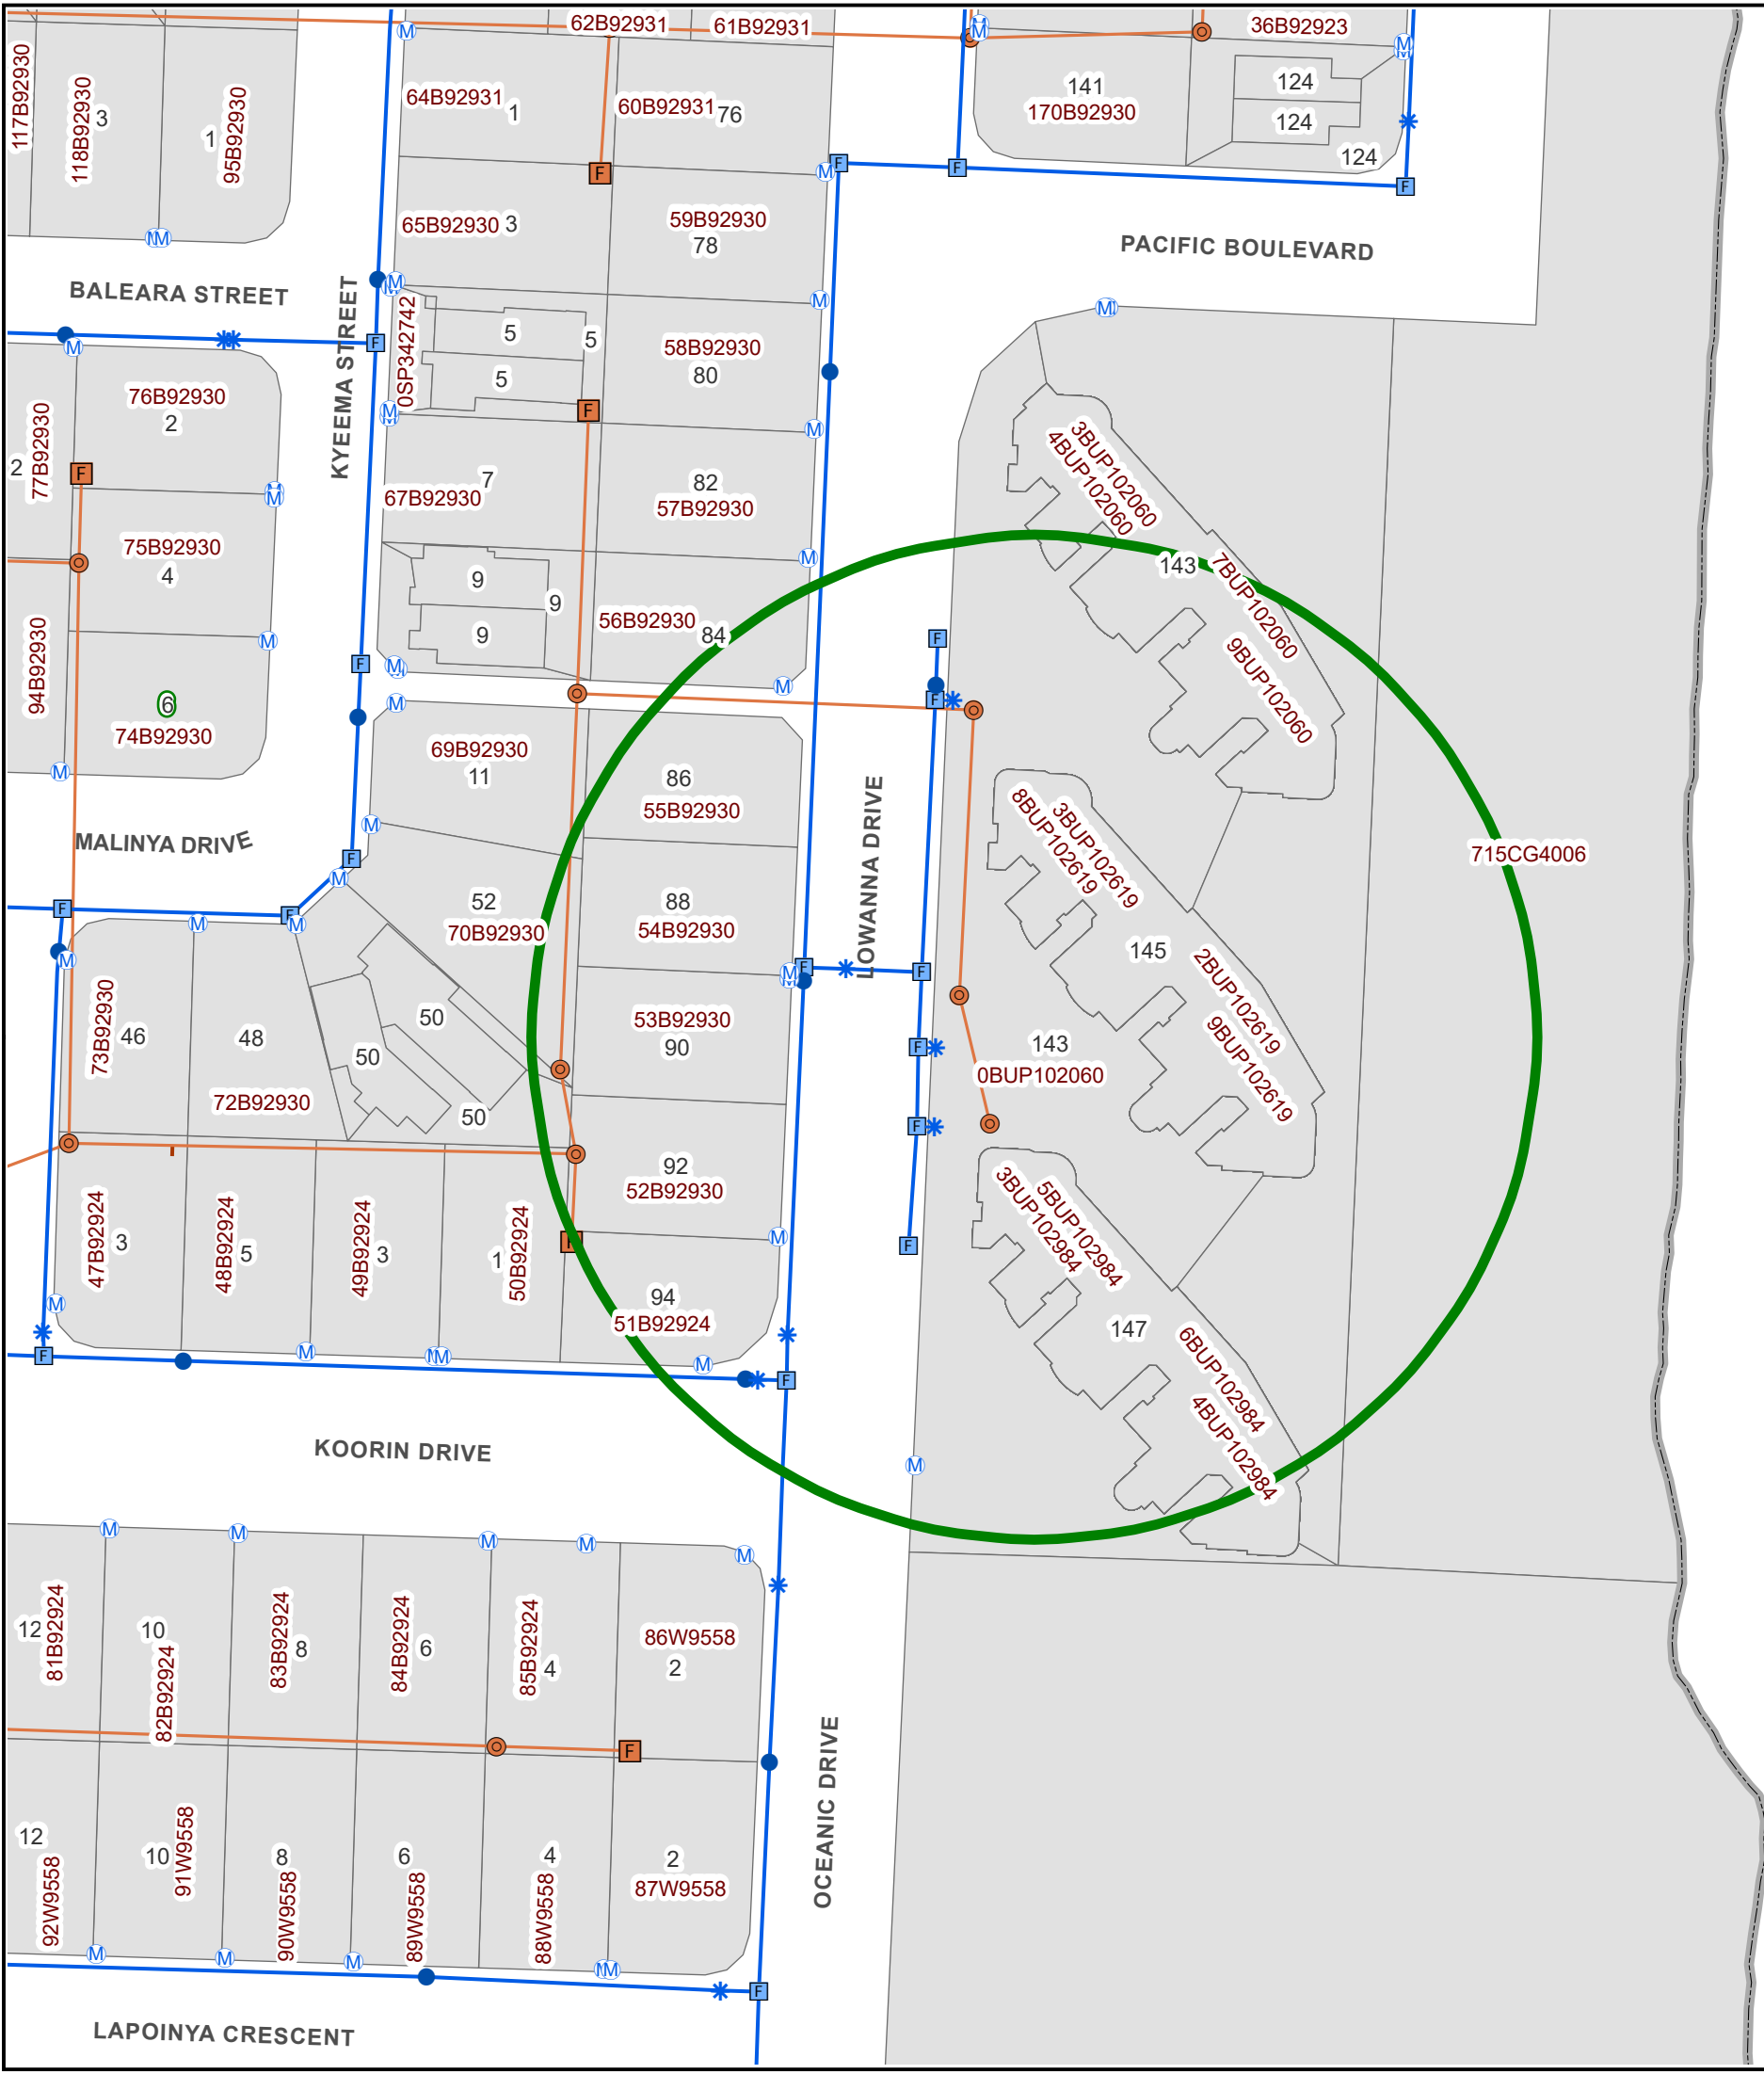 62B92931
61B92931
36B92923
117B92930
118B92930
3
1
95B92930
64B92931
1
60B92931
76
141
170B92930
124
124
124
65B92930
3
59B92930
78
PACIFIC BOULEVARD
BALEARA STREET
KYEEMA STREET
0SP342742
5
5
5
58B92930
80
76B92930
2
2
77B92930
67B92930
7
82
57B92930
3BUP102060
4BUP102060
143
7BUP102060
9BUP102060
75B92930
4
9
9
9
56B92930
84
94B92930
6
74B92930
69B92930
11
86
55B92930
MALINYA DRIVE
LOWANNA DRIVE
8BUP102619
3BUP102619
715CG4006
52
70B92930
88
54B92930
145
2BUP102619
9BUP102619
73B92930
46
48
50
50
50
72B92930
53B92930
90
143
0BUP102060
92
52B92930
47B92924
3
48B92924
5
49B92924
3
1
50B92924
94
51B92924
3BUP102984
5BUP102984
147
6BUP102984
4BUP102984
KOORIN DRIVE
12
81B92924
10
82B92924
83B92924
8
84B92924
6
85B92924
4
86W9558
2
OCEANIC DRIVE
12
92W9558
10
91W9558
8
90W9558
6
89W9558
4
88W9558
2
87W9558
LAPOINYA CRESCENT